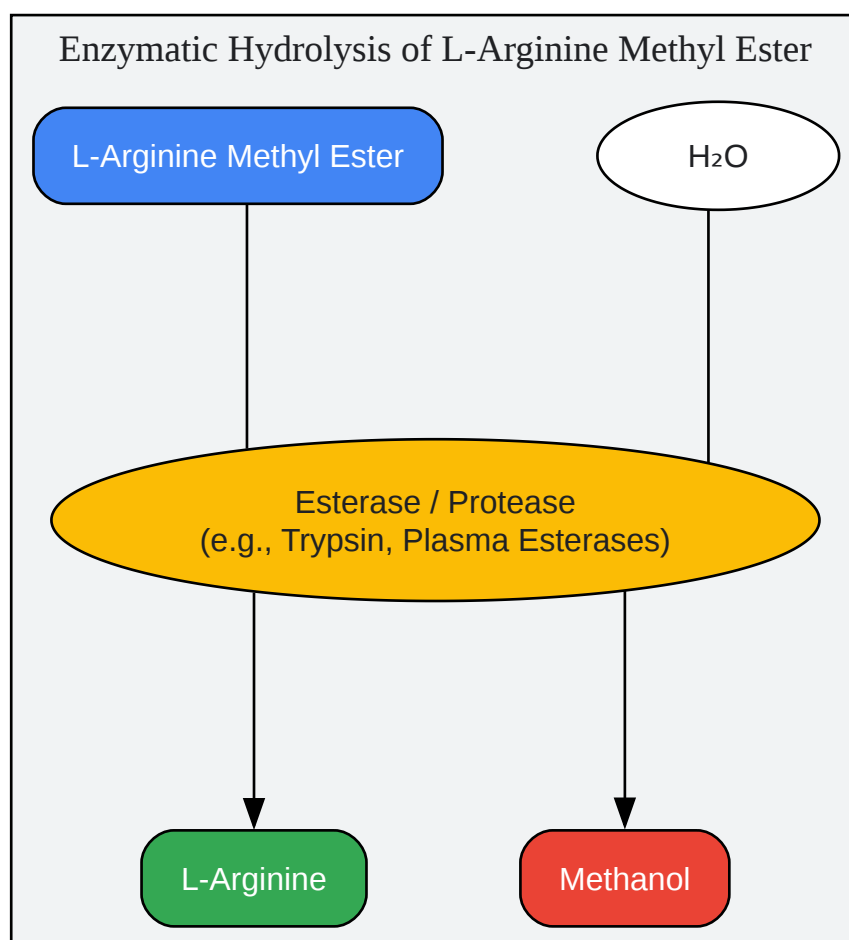 Enzymatic Hydrolysis of L-Arginine Methyl Ester
L-Arginine Methyl Ester
H₂O
Esterase / Protease
(e.g., Trypsin, Plasma Esterases)
L-Arginine
Methanol